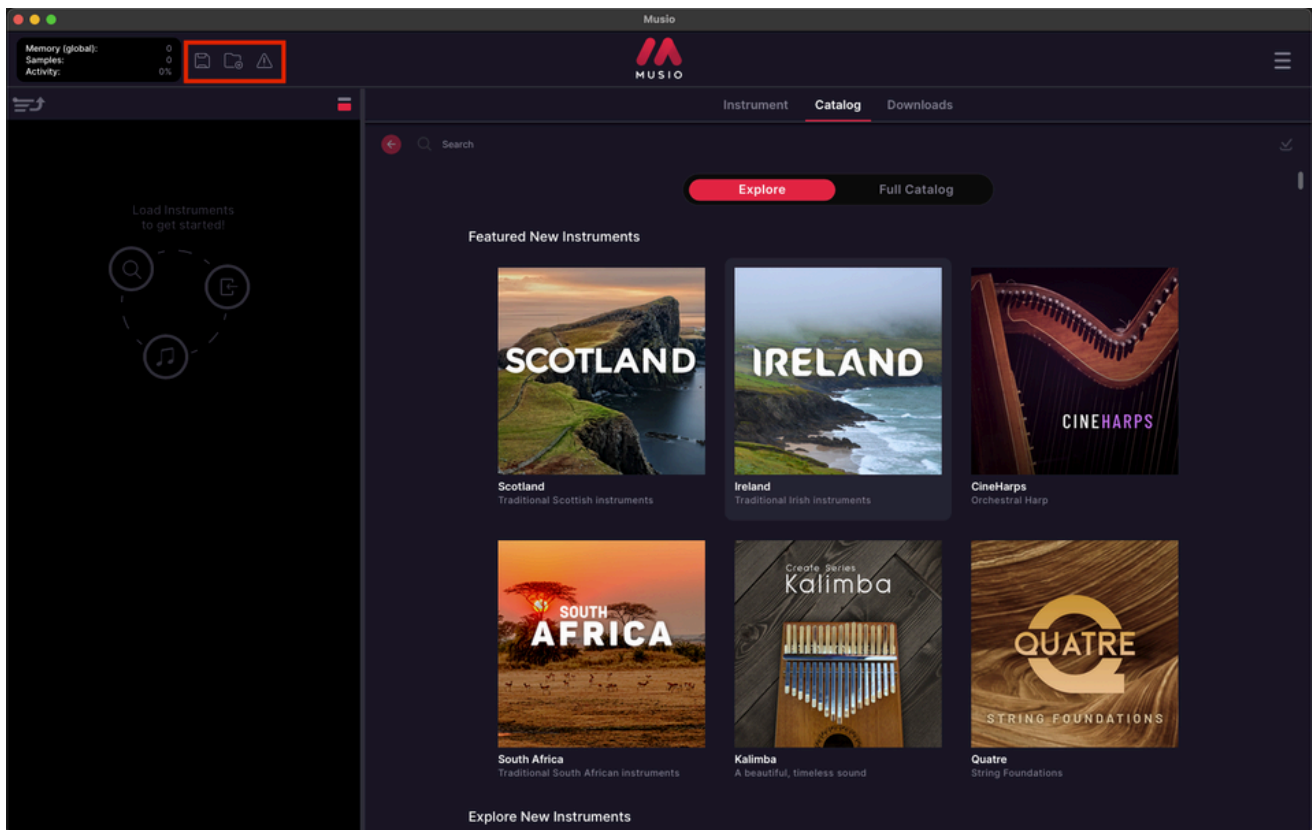 Musio
Memory (global): 0
Samples: 0
Activity: 0%
MUSIO
Instrument Catalog Downloads
Search
Explore Full Catalog
Load Instruments
to get started!
Featured New Instruments
SCOTLAND
IRELAND
CINEHARPS
Scotland
Traditional Scottish instruments
Ireland
Traditional Irish instruments
CineHarps
Orchestral Harp
SOUTH
AFRICA
Create Series
Kalimba
QUATRE
STRING FOUNDATIONS
South Africa
Traditional South African instruments
Kalimba
A beautiful, timeless sound
Quatre
String Foundations
Explore New Instruments